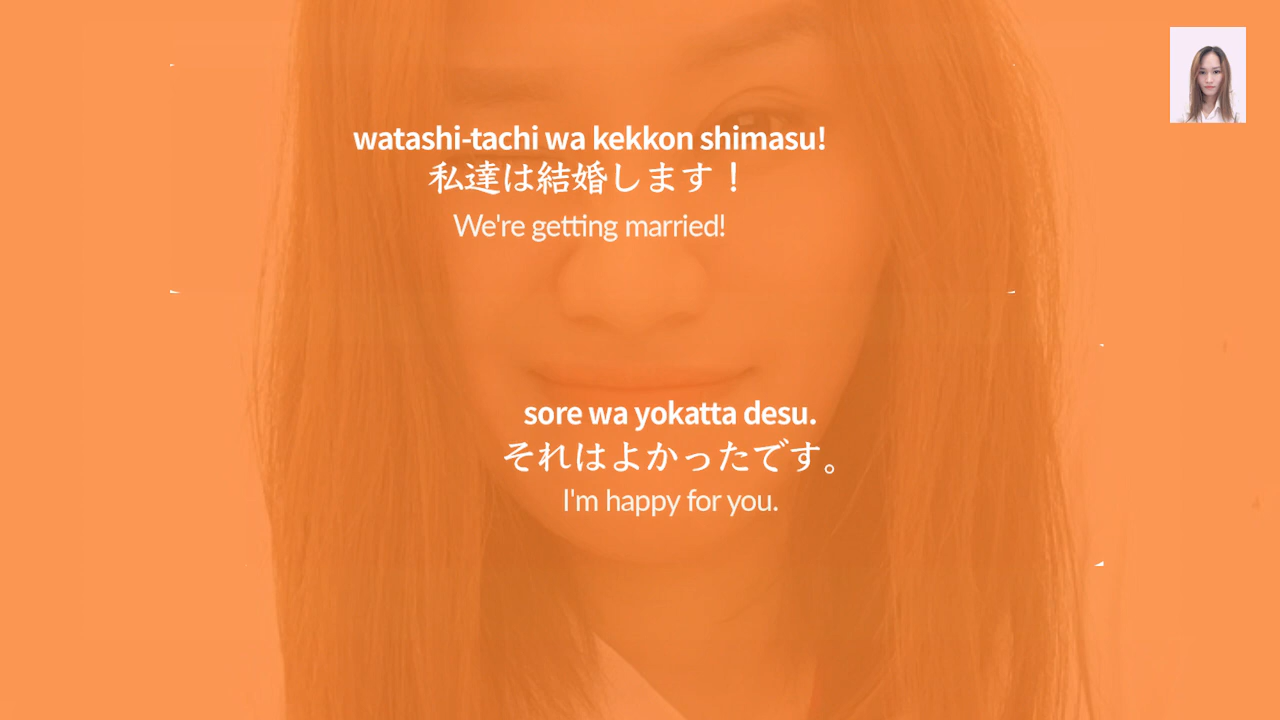 watashi-tachi wa kekkon shimasu!
私達は結婚します！
We're getting married!
sore wa yokatta desu.
それはよかったです。
I'm happy for you.